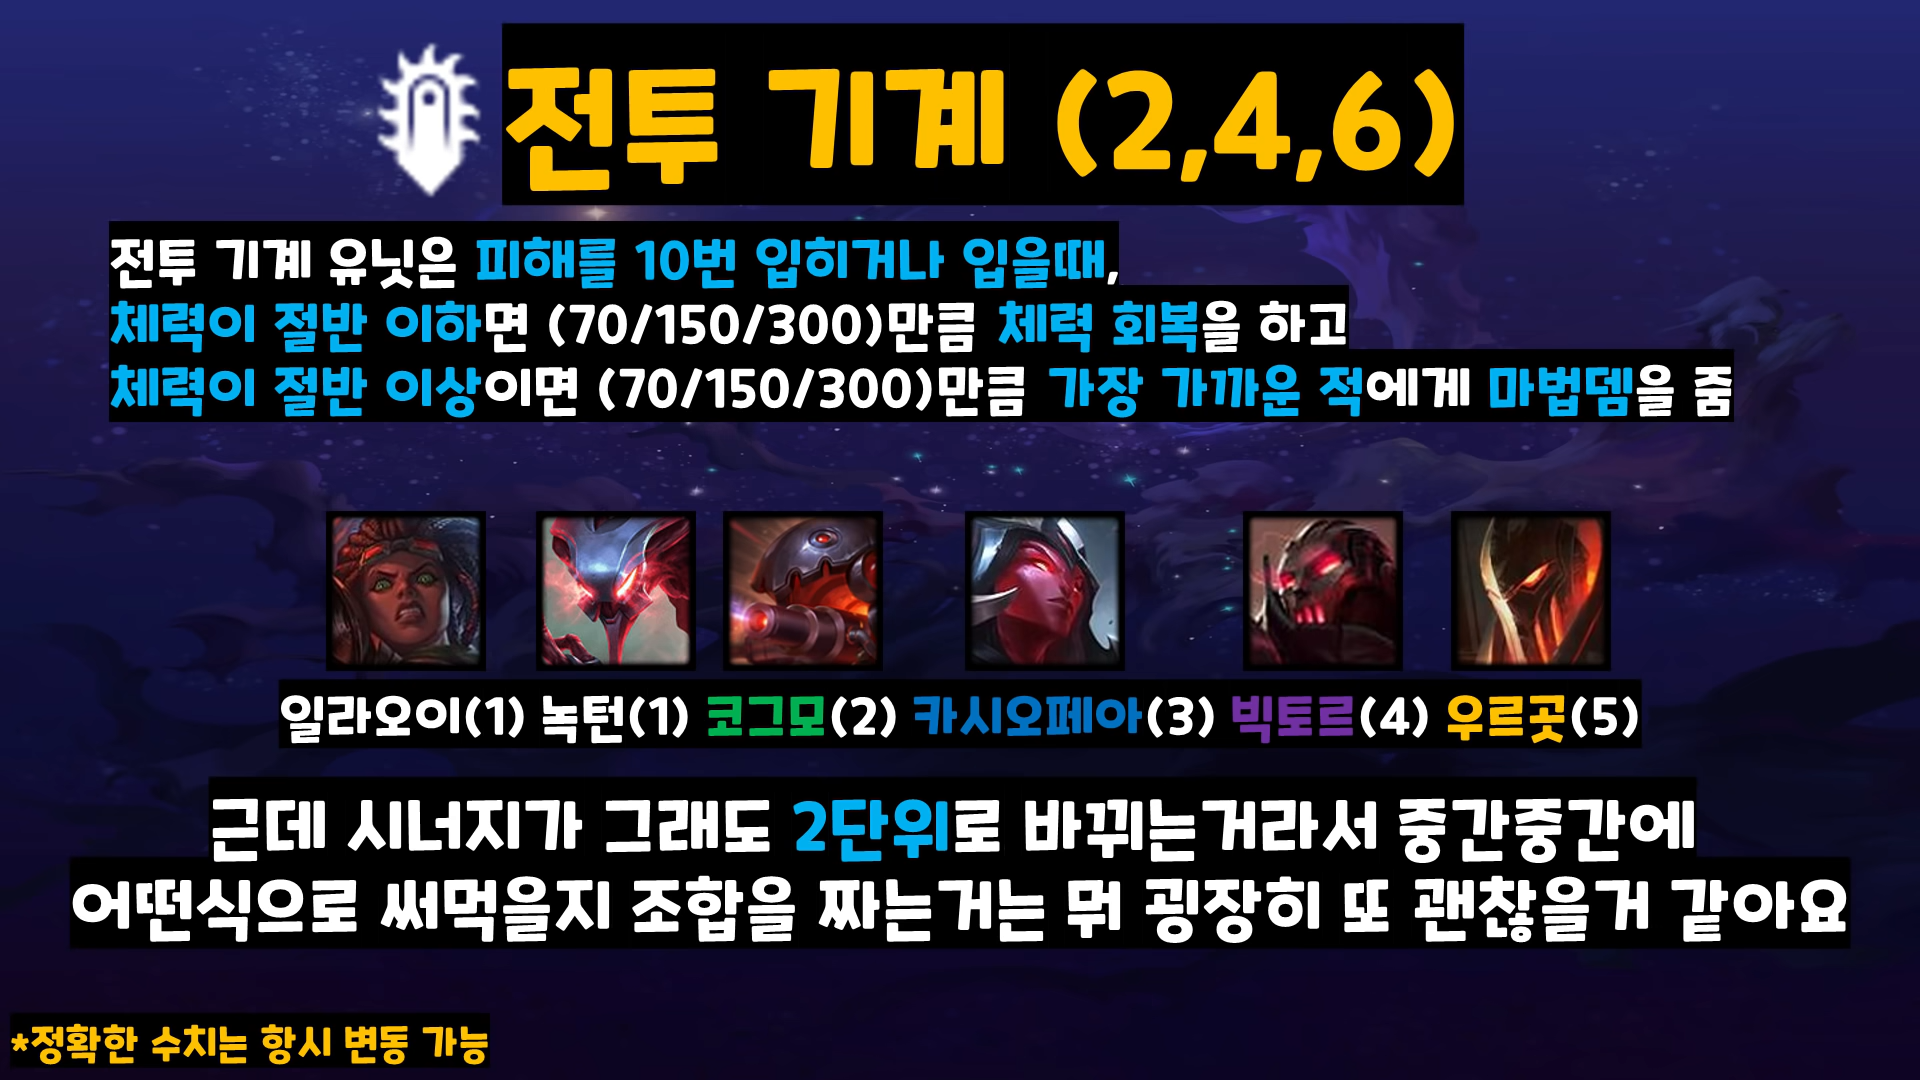 전투 기계 (2,4,6)
전투 기계 유닛은 피해를 10번 입히거나 입을때,
체력이 절반 이하면 (70/150/300)만큼 체력 회복을 하고
체력이 절반 이상이면 (70/150/300)만큼 가장 가까운 적에게 마법뎀을 줌
일라오이(1) 녹턴(1) 코그모(2) 카시오페아(3) 빅토르(4) 우르곳(5)
근데 시너지가 그래도 2단위로 바뀌는거라서 중간중간에
어떤식으로 써먹을지 조합을 짜는거는 뭐 굉장히 또 괜찮을거 같아요
*정확한 수치는 항시 변동 가능